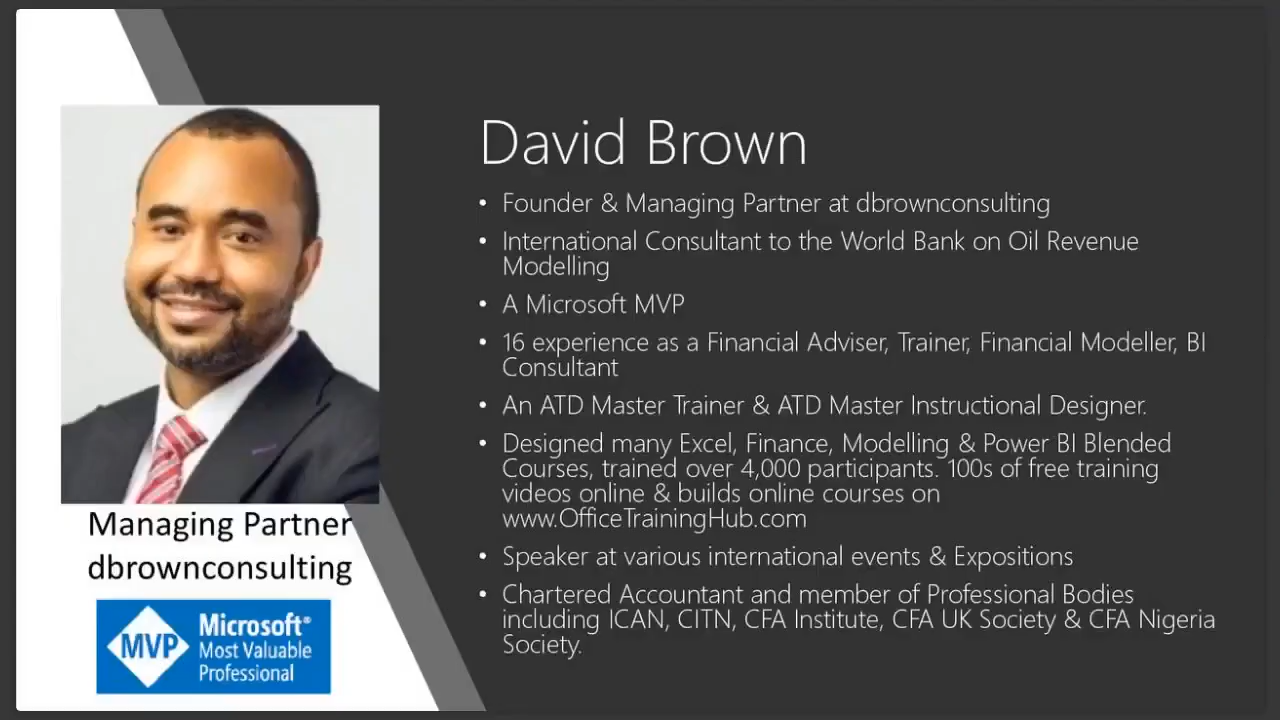 David Brown
• Founder & Managing Partner at dbrownconsulting
• International Consultant to the World Bank on Oil Revenue
Modelling
• A Microsoft MVP
• 16 experience as a Financial Adviser, Trainer, Financial Modeller, BI
Consultant
• An ATD Master Trainer & ATD Master Instructional Designer.
• Designed many Excel, Finance, Modelling & Power BI Blended
Courses, trained over 4,000 participants. 100s of free training
videos online & builds online courses on
www.OfficeTrainingHub.com
• Speaker at various international events & Expositions
• Chartered Accountant and member of Professional Bodies
including ICAN, CITN, CFA Institute, CFA UK Society & CFA Nigeria
Society.
Managing Partner
dbrownconsulting
MVP
Microsoft®
Most Valuable
Professional